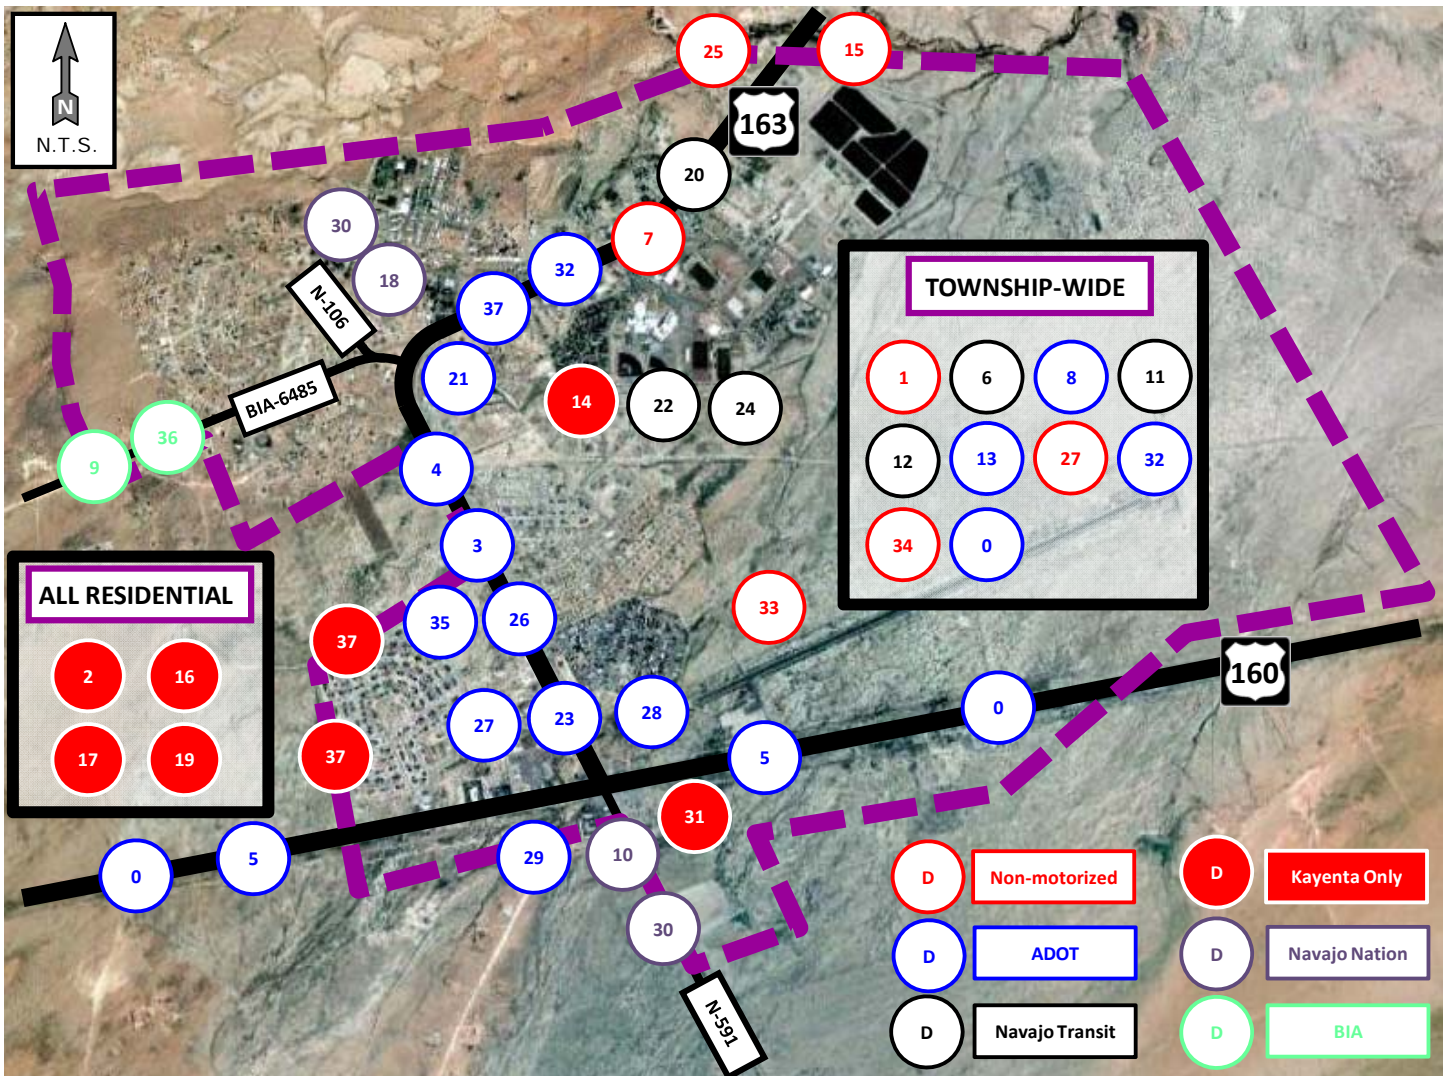 N
N.T.S.
25
15
163
20
30
7
18
32
37
N-106
21
BIA-6485
14
22
24
36
9
4
3
TOWNSHIP-WIDE
1
6
8
11
12
13
27
32
34
0
ALL RESIDENTIAL
2
16
17
19
37
35
26
33
27
23
28
37
0
160
5
31
0
5
29
10
30
N-591
D
Non-motorized
D
Kayenta Only
D
ADOT
D
Navajo Nation
D
Navajo Transit
D
BIA